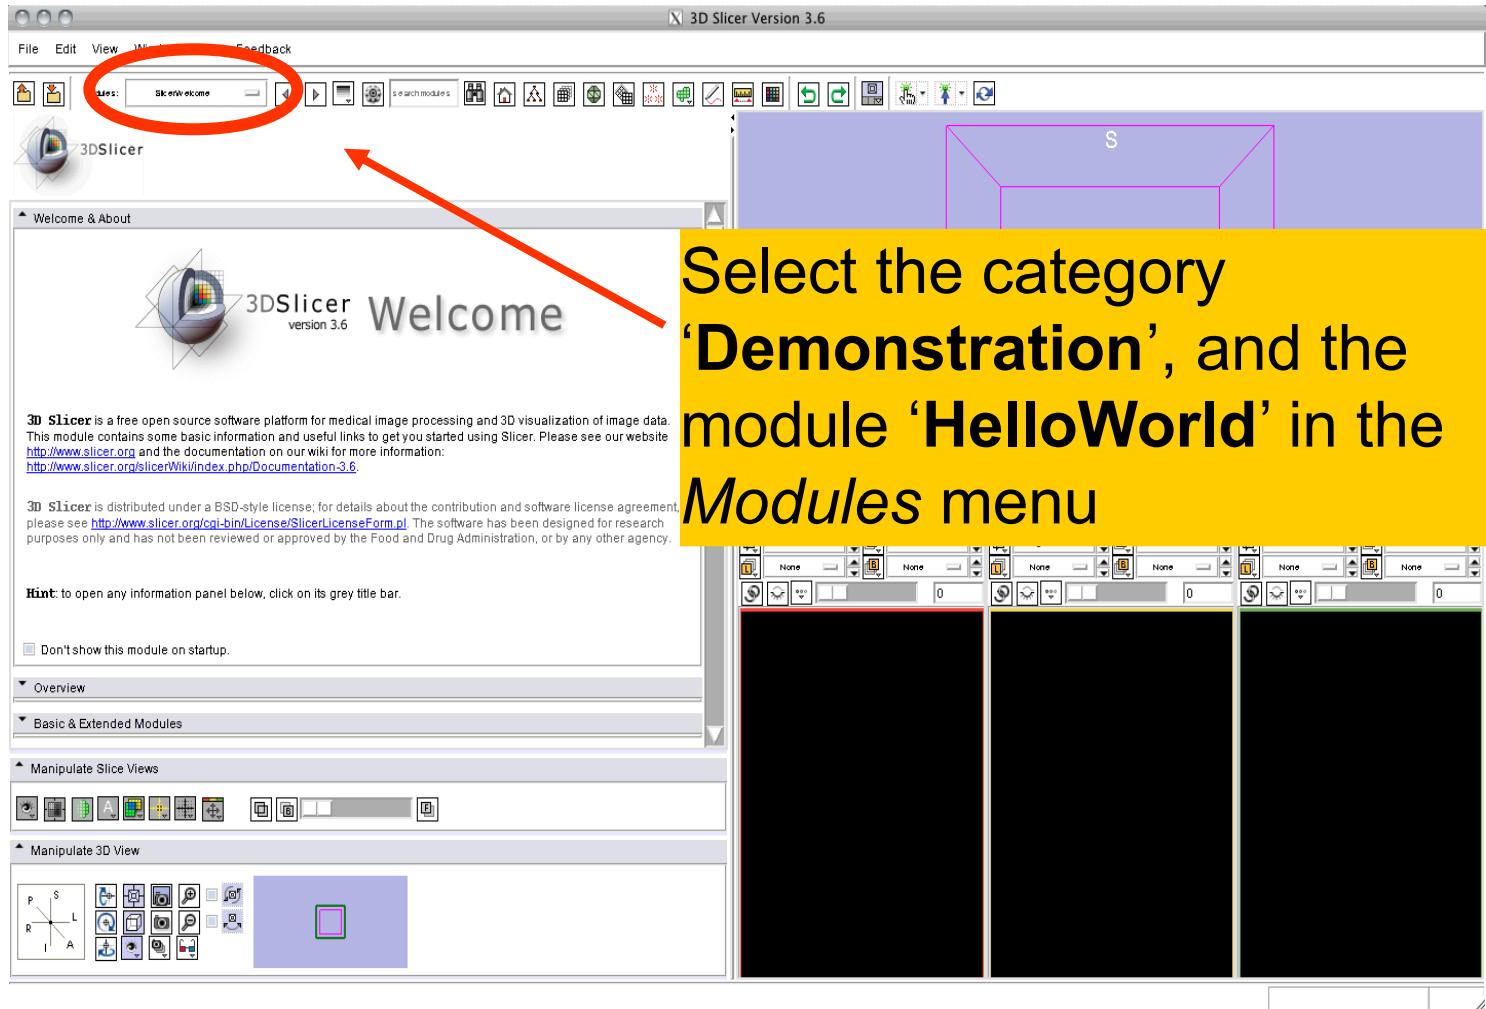 3D Slicer Version 3.6
File Edit View Feedback
SlicerWelcome search modules
3DSlicer
S
Welcome & About
3DSlicer
version 3.6
Welcome
Select the category
‘Demonstration’, and the
module ‘HelloWorld’ in the
Modules menu
3D Slicer is a free open source software platform for medical image processing and 3D visualization of image data.
This module contains some basic information and useful links to get you started using Slicer. Please see our website
http://www.slicer.org and the documentation on our wiki for more information:
http://www.slicer.org/slicerWiki/index.php/Documentation-3.6.
3D Slicer is distributed under a BSD-style license; for details about the contribution and software license agreement,
please see http://www.slicer.org/cgi-bin/License/SlicerLicenseForm.pl. The software has been designed for research
purposes only and has not been reviewed or approved by the Food and Drug Administration, or by any other agency.
Hint: to open any information panel below, click on its grey title bar.
Don't show this module on startup.
L None B None L None B None L None B None
0 0 0
Overview
Basic & Extended Modules
Manipulate Slice Views
A B F
Manipulate 3D View
P S
R L
I A